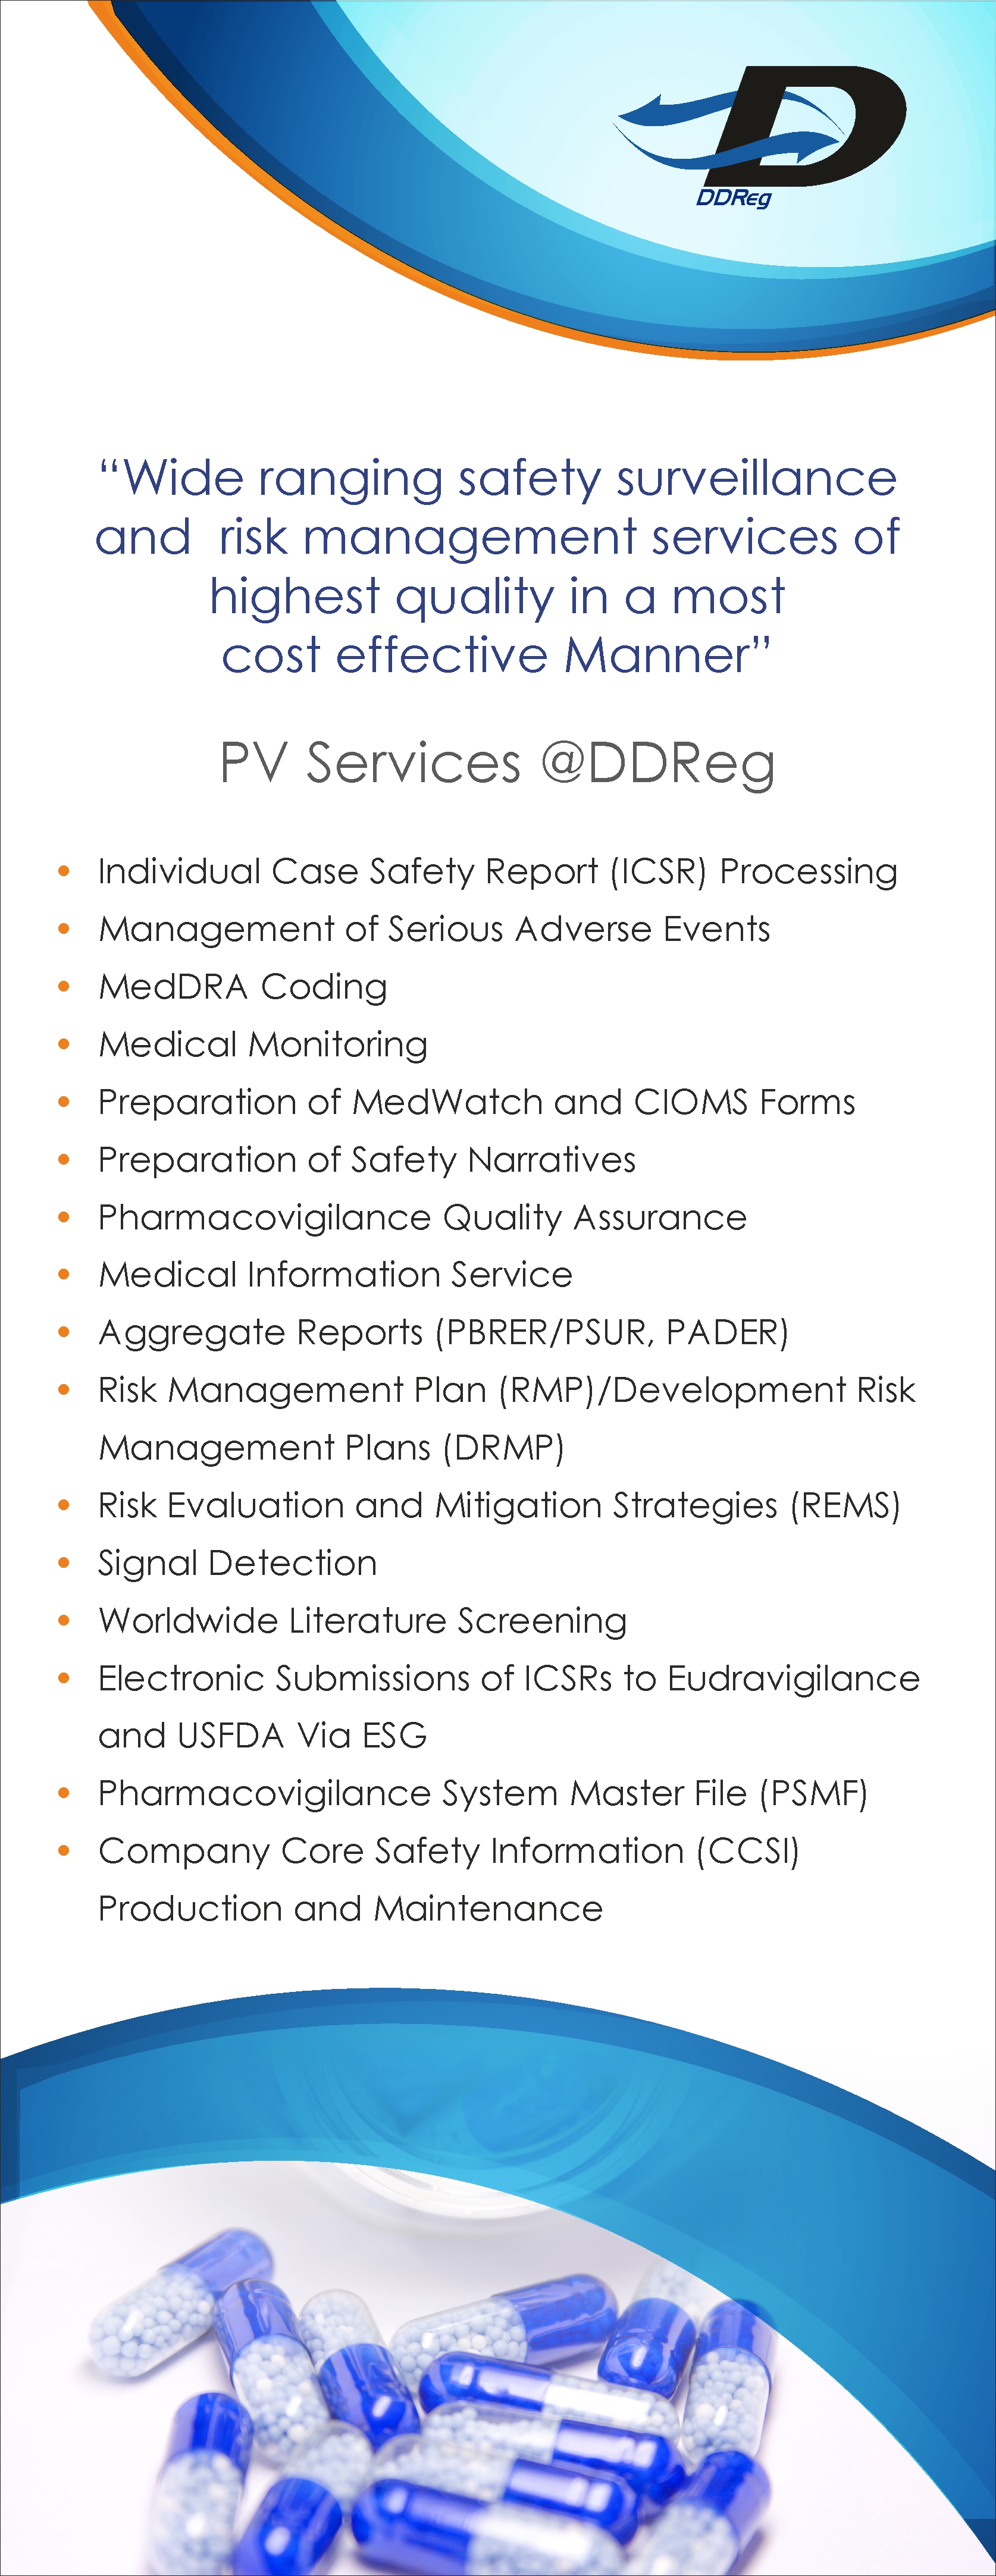 D
DDReg
“Wide ranging safety surveillance
and risk management services of
highest quality in a most
cost effective Manner”
PV Services @DDReg
• Individual Case Safety Report (ICSR) Processing
• Management of Serious Adverse Events
• MedDRA Coding
• Medical Monitoring
• Preparation of MedWatch and CIOMS Forms
• Preparation of Safety Narratives
• Pharmacovigilance Quality Assurance
• Medical Information Service
• Aggregate Reports (PBRER/PSUR, PADER)
• Risk Management Plan (RMP)/Development Risk
Management Plans (DRMP)
• Risk Evaluation and Mitigation Strategies (REMS)
• Signal Detection
• Worldwide Literature Screening
• Electronic Submissions of ICSRs to Eudravigilance
and USFDA Via ESG
• Pharmacovigilance System Master File (PSMF)
• Company Core Safety Information (CCSI)
Production and Maintenance